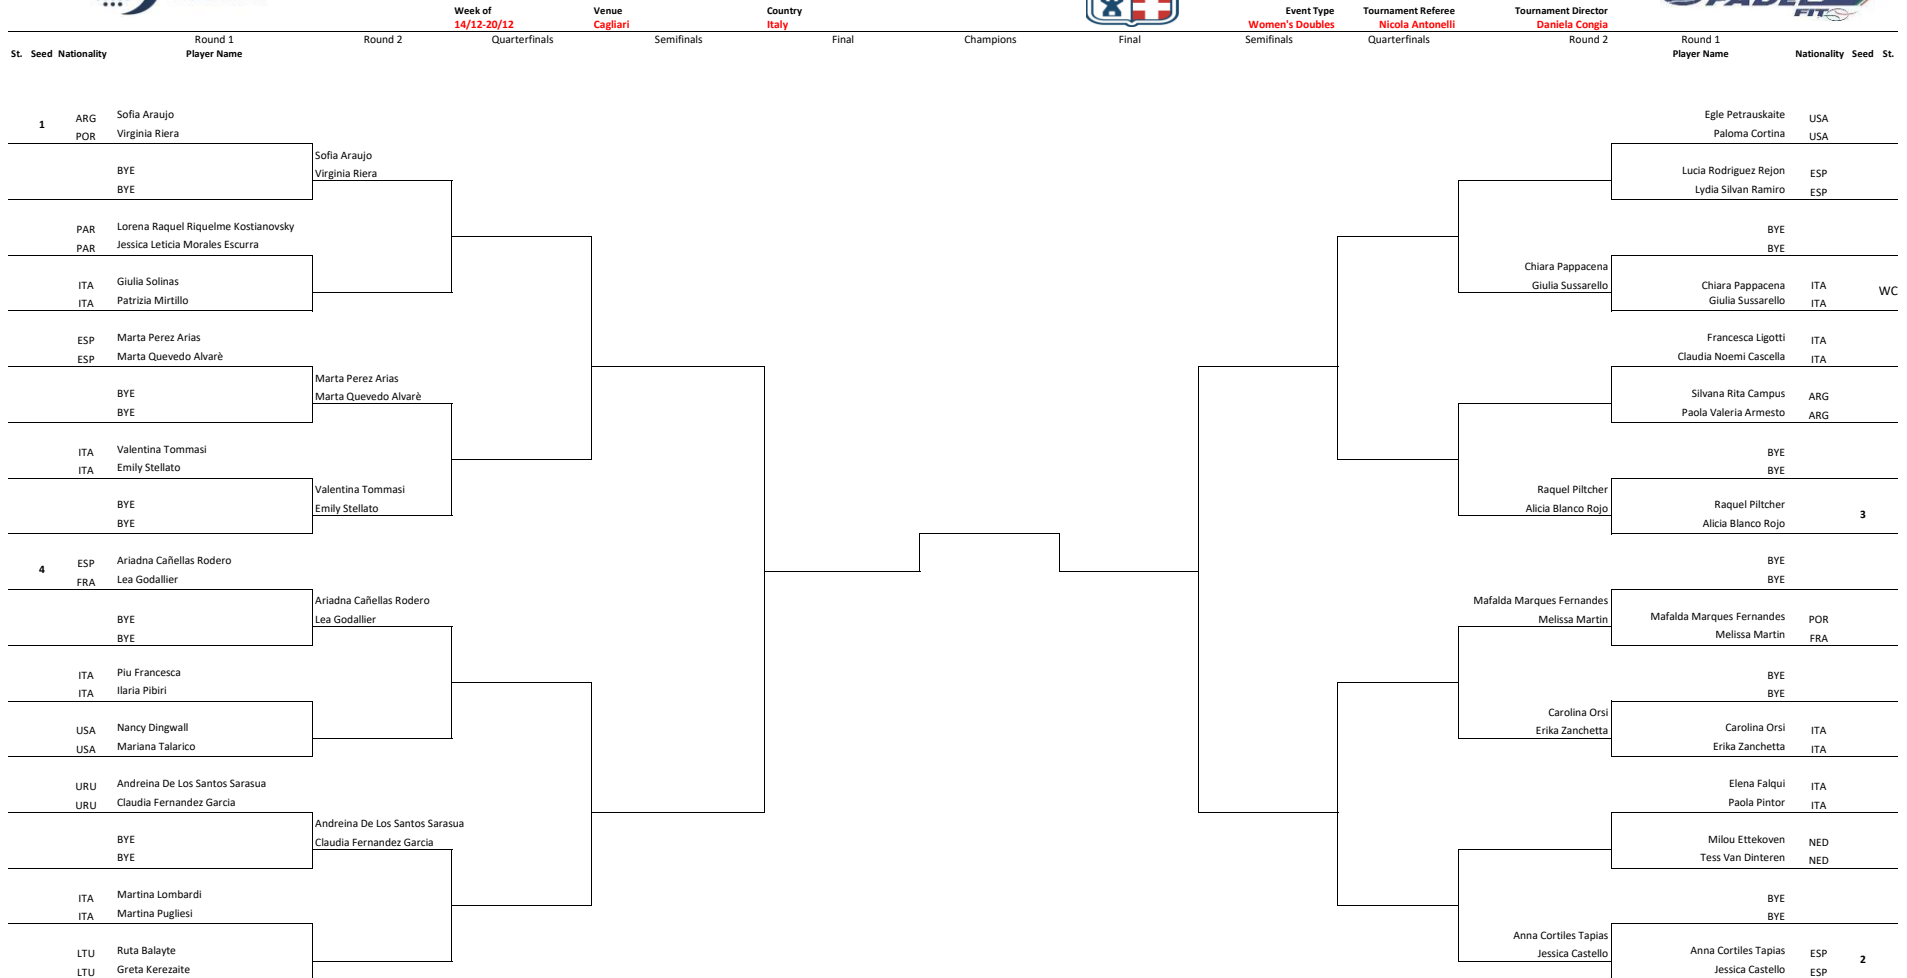 Week of Venue Country Event Type Tournament Referee Tournament Director
14/12-20/12 Cagliari Italy Women's Doubles Nicola Antonelli Daniela Congia
FIT
Round 1 Round 2 Quarterfinals Semifinals Final Champions Final Semifinals Quarterfinals Round 2 Round 1
St. Seed Nationality Player Name Player Name Nationality Seed St.
1
ARG Sofia Araujo
POR Virginia Riera
BYE
BYE
Sofia Araujo
Virginia Riera
PAR Lorena Raquel Riquelme Kostianovsky
PAR Jessica Leticia Morales Escurra
ITA Giulia Solinas
ITA Patrizia Mirtillo
ESP Marta Perez Arias
ESP Marta Quevedo Alvarè
BYE
BYE
Marta Perez Arias
Marta Quevedo Alvarè
ITA Valentina Tommasi
ITA Emily Stellato
BYE
BYE
Valentina Tommasi
Emily Stellato
4
ESP Ariadna Cañellas Rodero
FRA Lea Godallier
BYE
BYE
Ariadna Cañellas Rodero
Lea Godallier
ITA Piu Francesca
ITA Ilaria Pibiri
USA Nancy Dingwall
USA Mariana Talarico
URU Andreina De Los Santos Sarasua
URU Claudia Fernandez Garcia
BYE
BYE
Andreina De Los Santos Sarasua
Claudia Fernandez Garcia
ITA Martina Lombardi
ITA Martina Pugliesi
LTU Ruta Balayte
LTU Greta Kerezaite
Egle Petrauskaite USA
Paloma Cortina USA
Lucia Rodriguez Rejon ESP
Lydia Silvan Ramiro ESP
BYE
BYE
Chiara Pappacena
Giulia Sussarello
Chiara Pappacena ITA
WC
Giulia Sussarello ITA
Francesca Ligotti ITA
Claudia Noemi Cascella ITA
Silvana Rita Campus ARG
Paola Valeria Armesto ARG
BYE
BYE
Raquel Piltcher
Alicia Blanco Rojo
Raquel Piltcher
3
Alicia Blanco Rojo
BYE
BYE
Mafalda Marques Fernandes
Melissa Martin
Mafalda Marques Fernandes POR
Melissa Martin FRA
BYE
BYE
Carolina Orsi
Erika Zanchetta
Carolina Orsi ITA
Erika Zanchetta ITA
Elena Falqui ITA
Paola Pintor ITA
Milou Ettekoven NED
Tess Van Dinteren NED
BYE
BYE
Anna Cortiles Tapias
Jessica Castello
Anna Cortiles Tapias ESP
2
Jessica Castello ESP